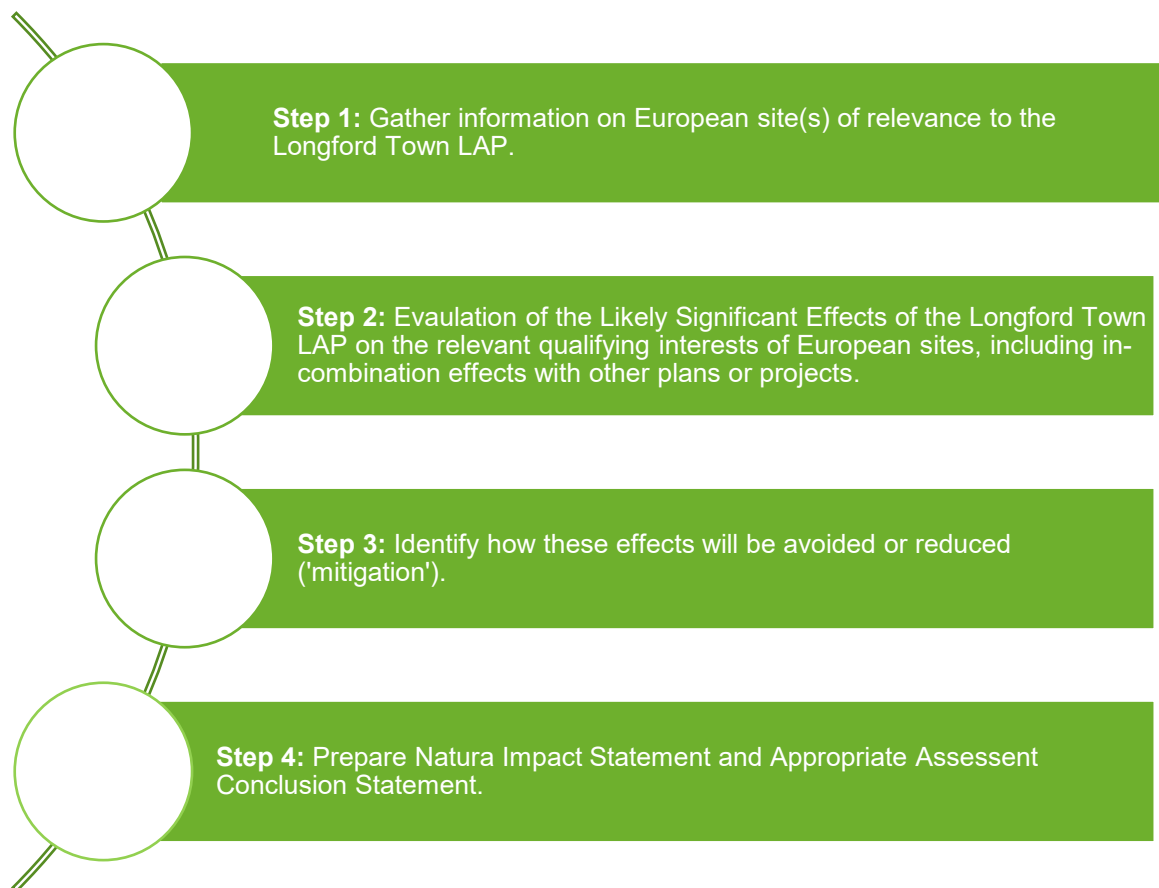 Step 1: Gather information on European site(s) of relevance to the
Longford Town LAP.
Step 2: Evaulation of the Likely Significant Effects of the Longford Town
LAP on the relevant qualifying interests of European sites, including in-
combination effects with other plans or projects.
Step 3: Identify how these effects will be avoided or reduced
('mitigation').
Step 4: Prepare Natura Impact Statement and Appropriate Assessent
Conclusion Statement.